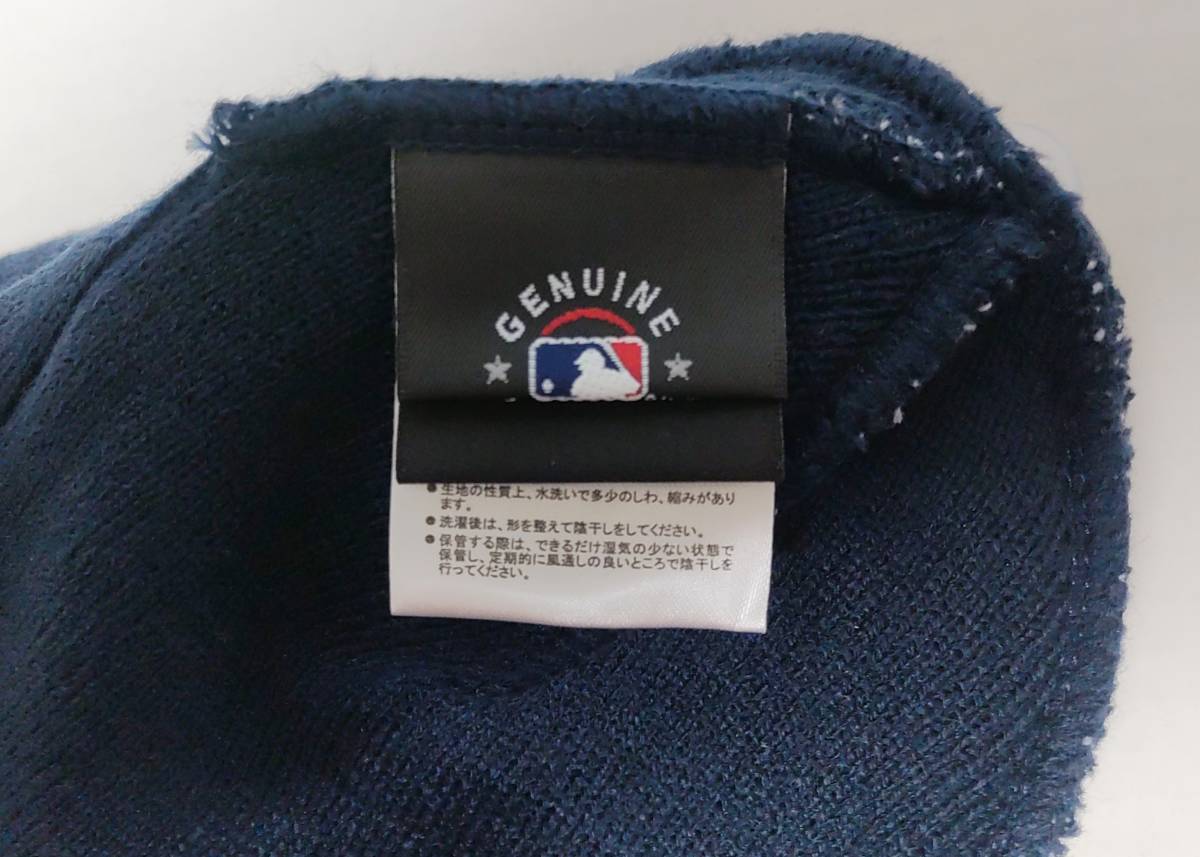 GENUINE
●生地の性質上、水洗いで多少のしわ、縮みがあり
ます。
●洗濯後は、形を整えて陰干しをしてください。
●保管する際は、できるだけ湿気の少ない状態で
保管し、定期的に風通しの良いところで陰干しを
行ってください。